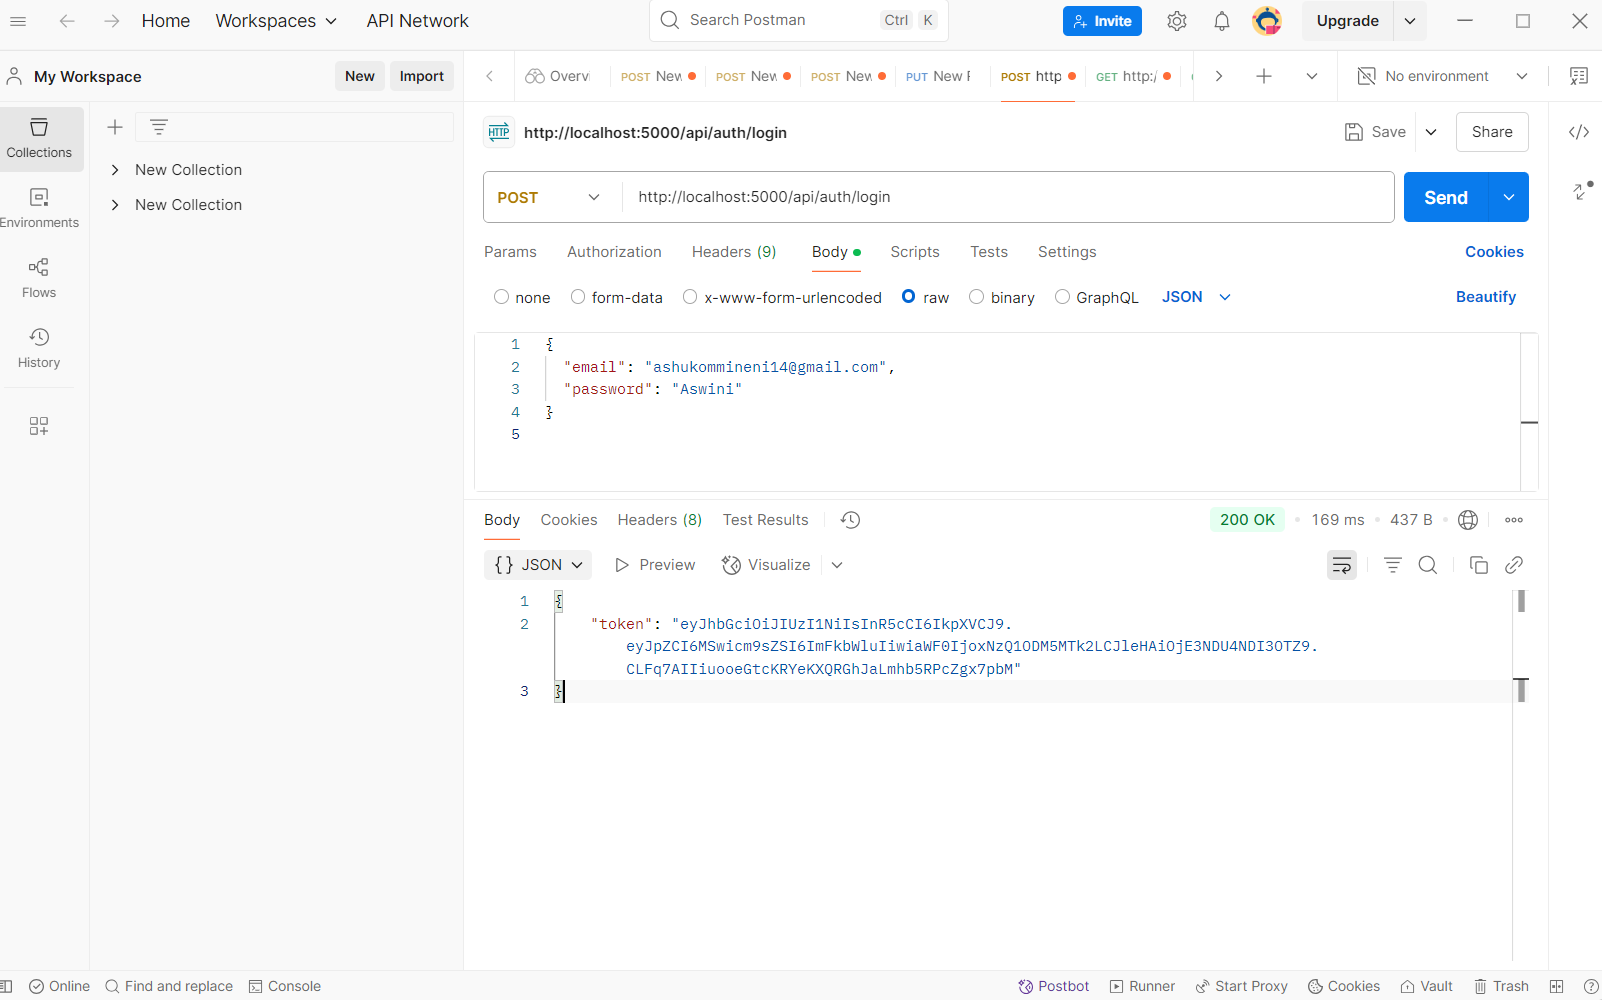 Home Workspaces API Network Search Postman Ctrl K Invite Upgrade
My Workspace New Import Overvi POST New POST New POST New PUT New F POST http GET http:/ No environment
Collections
Environments
Flows
History
New Collection
New Collection
HTTP http://localhost:5000/api/auth/login Save Share
POST http://localhost:5000/api/auth/login Send
Params Authorization Headers (9) Body Scripts Tests Settings Cookies
none form-data x-www-form-urlencoded raw binary GraphQL JSON Beautify
1 {
2 "email": "ashukommineni14@gmail.com",
3 "password": "Aswini"
4 }
5
Body Cookies Headers (8) Test Results 200 OK • 169 ms • 437 B •
{} JSON Preview Visualize
1 {
2 "token": "eyJhbGciOiJIUzI1NiIsInR5cCI6IkpXVCJ9.
eyJpZCI6MSwicm9sZSI6ImFkbWluIiwiaWF0IjoxNzQ1ODM5MTk2LCJleHAiOjE3NDU4NDI3OTZ9.
CLFq7AIIiuooeGtcKRYeKXQRGhJaLmhb5RPcZgx7pbM"
3 }
Online Find and replace Console Postbot Runner Start Proxy Cookies Vault Trash